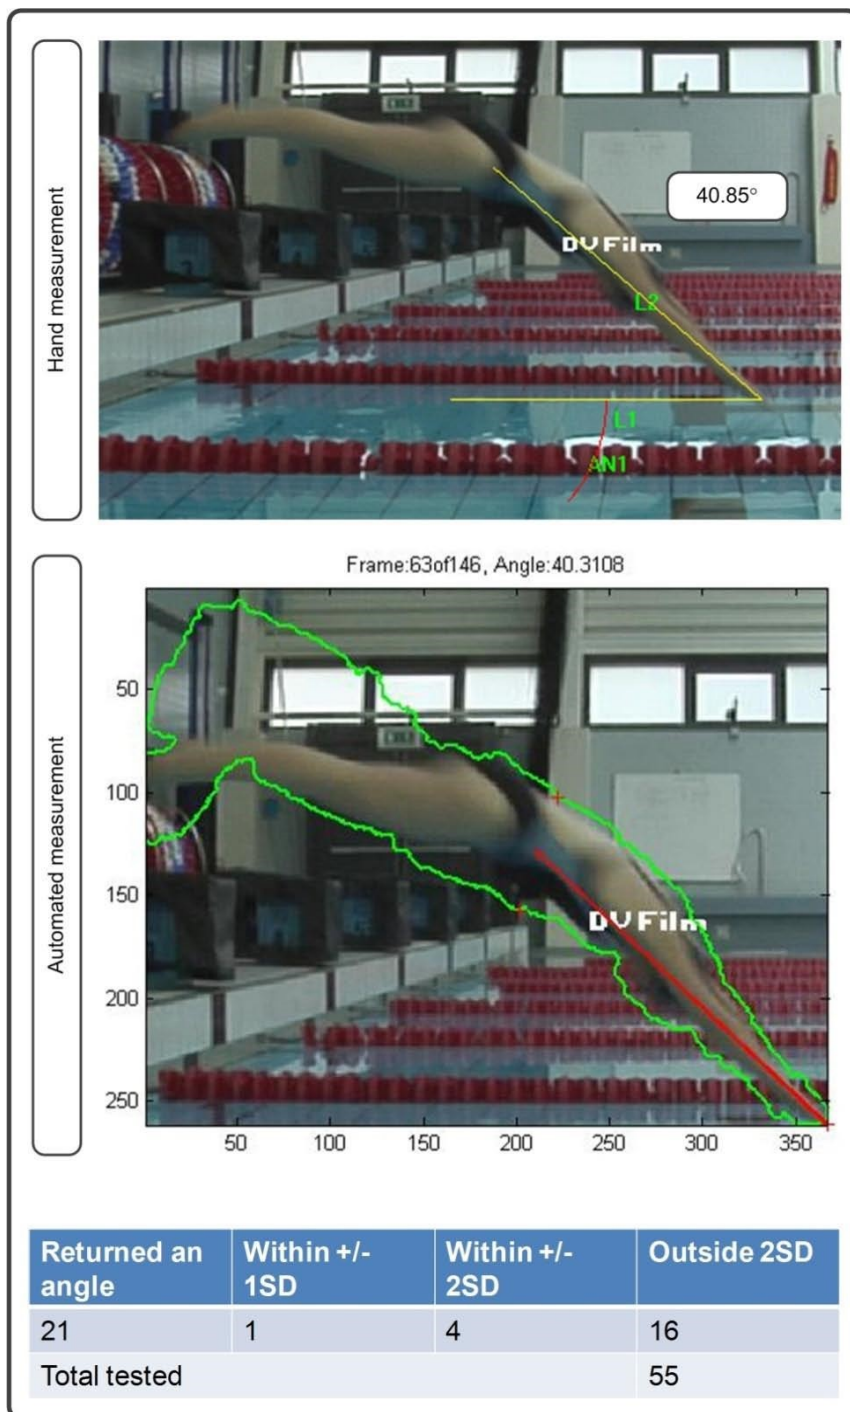 Hand measurement
40.85°
DV Film
L2
L1
AN1
Automated measurement
Frame:63of146, Angle:40.3108
50
100
150
200
250
DV Film
50 100 150 200 250 300 350
Returned an angle Within +/- 1SD Within +/- 2SD Outside 2SD
21 1 4 16
Total tested 55